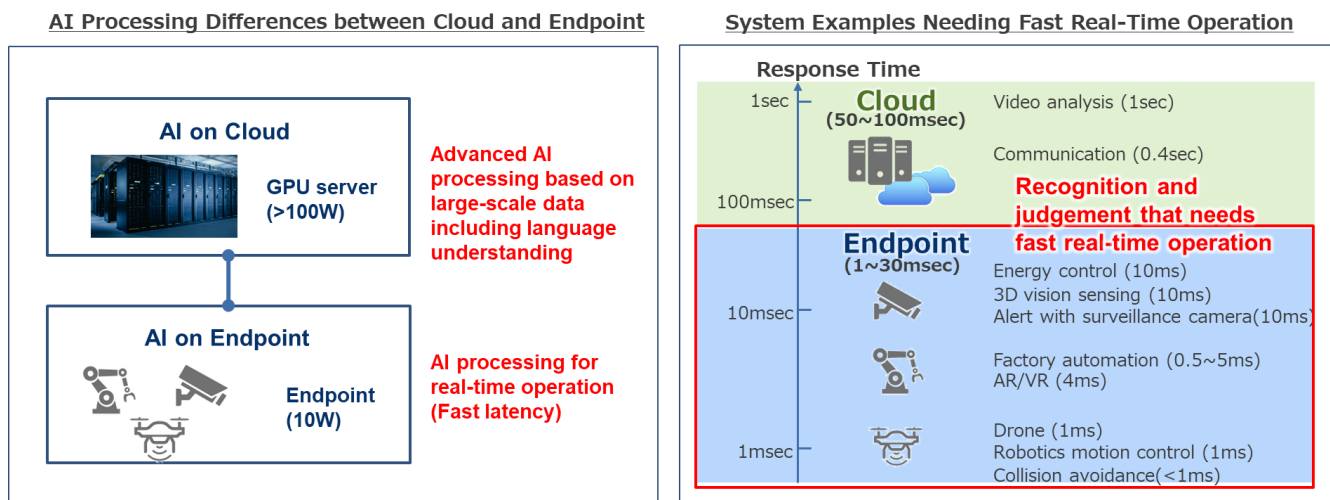 AI Processing Differences between Cloud and Endpoint
AI on Cloud
GPU server
(>100W)
Advanced AI
processing based on
large-scale data
including language
understanding
AI on Endpoint
Endpoint
(10W)
AI processing for
real-time operation
(Fast latency)
System Examples Needing Fast Real-Time Operation
Response Time
1sec
Cloud
(50~100msec)
Video analysis (1sec)
Communication (0.4sec)
100msec
Recognition and
judgement that needs
fast real-time operation
Endpoint
(1~30msec)
Energy control (10ms)
3D vision sensing (10ms)
10msec
Alert with surveillance camera(10ms)
Factory automation (0.5~5ms)
AR/VR (4ms)
Drone (1ms)
1msec
Robotics motion control (1ms)
Collision avoidance(<1ms)